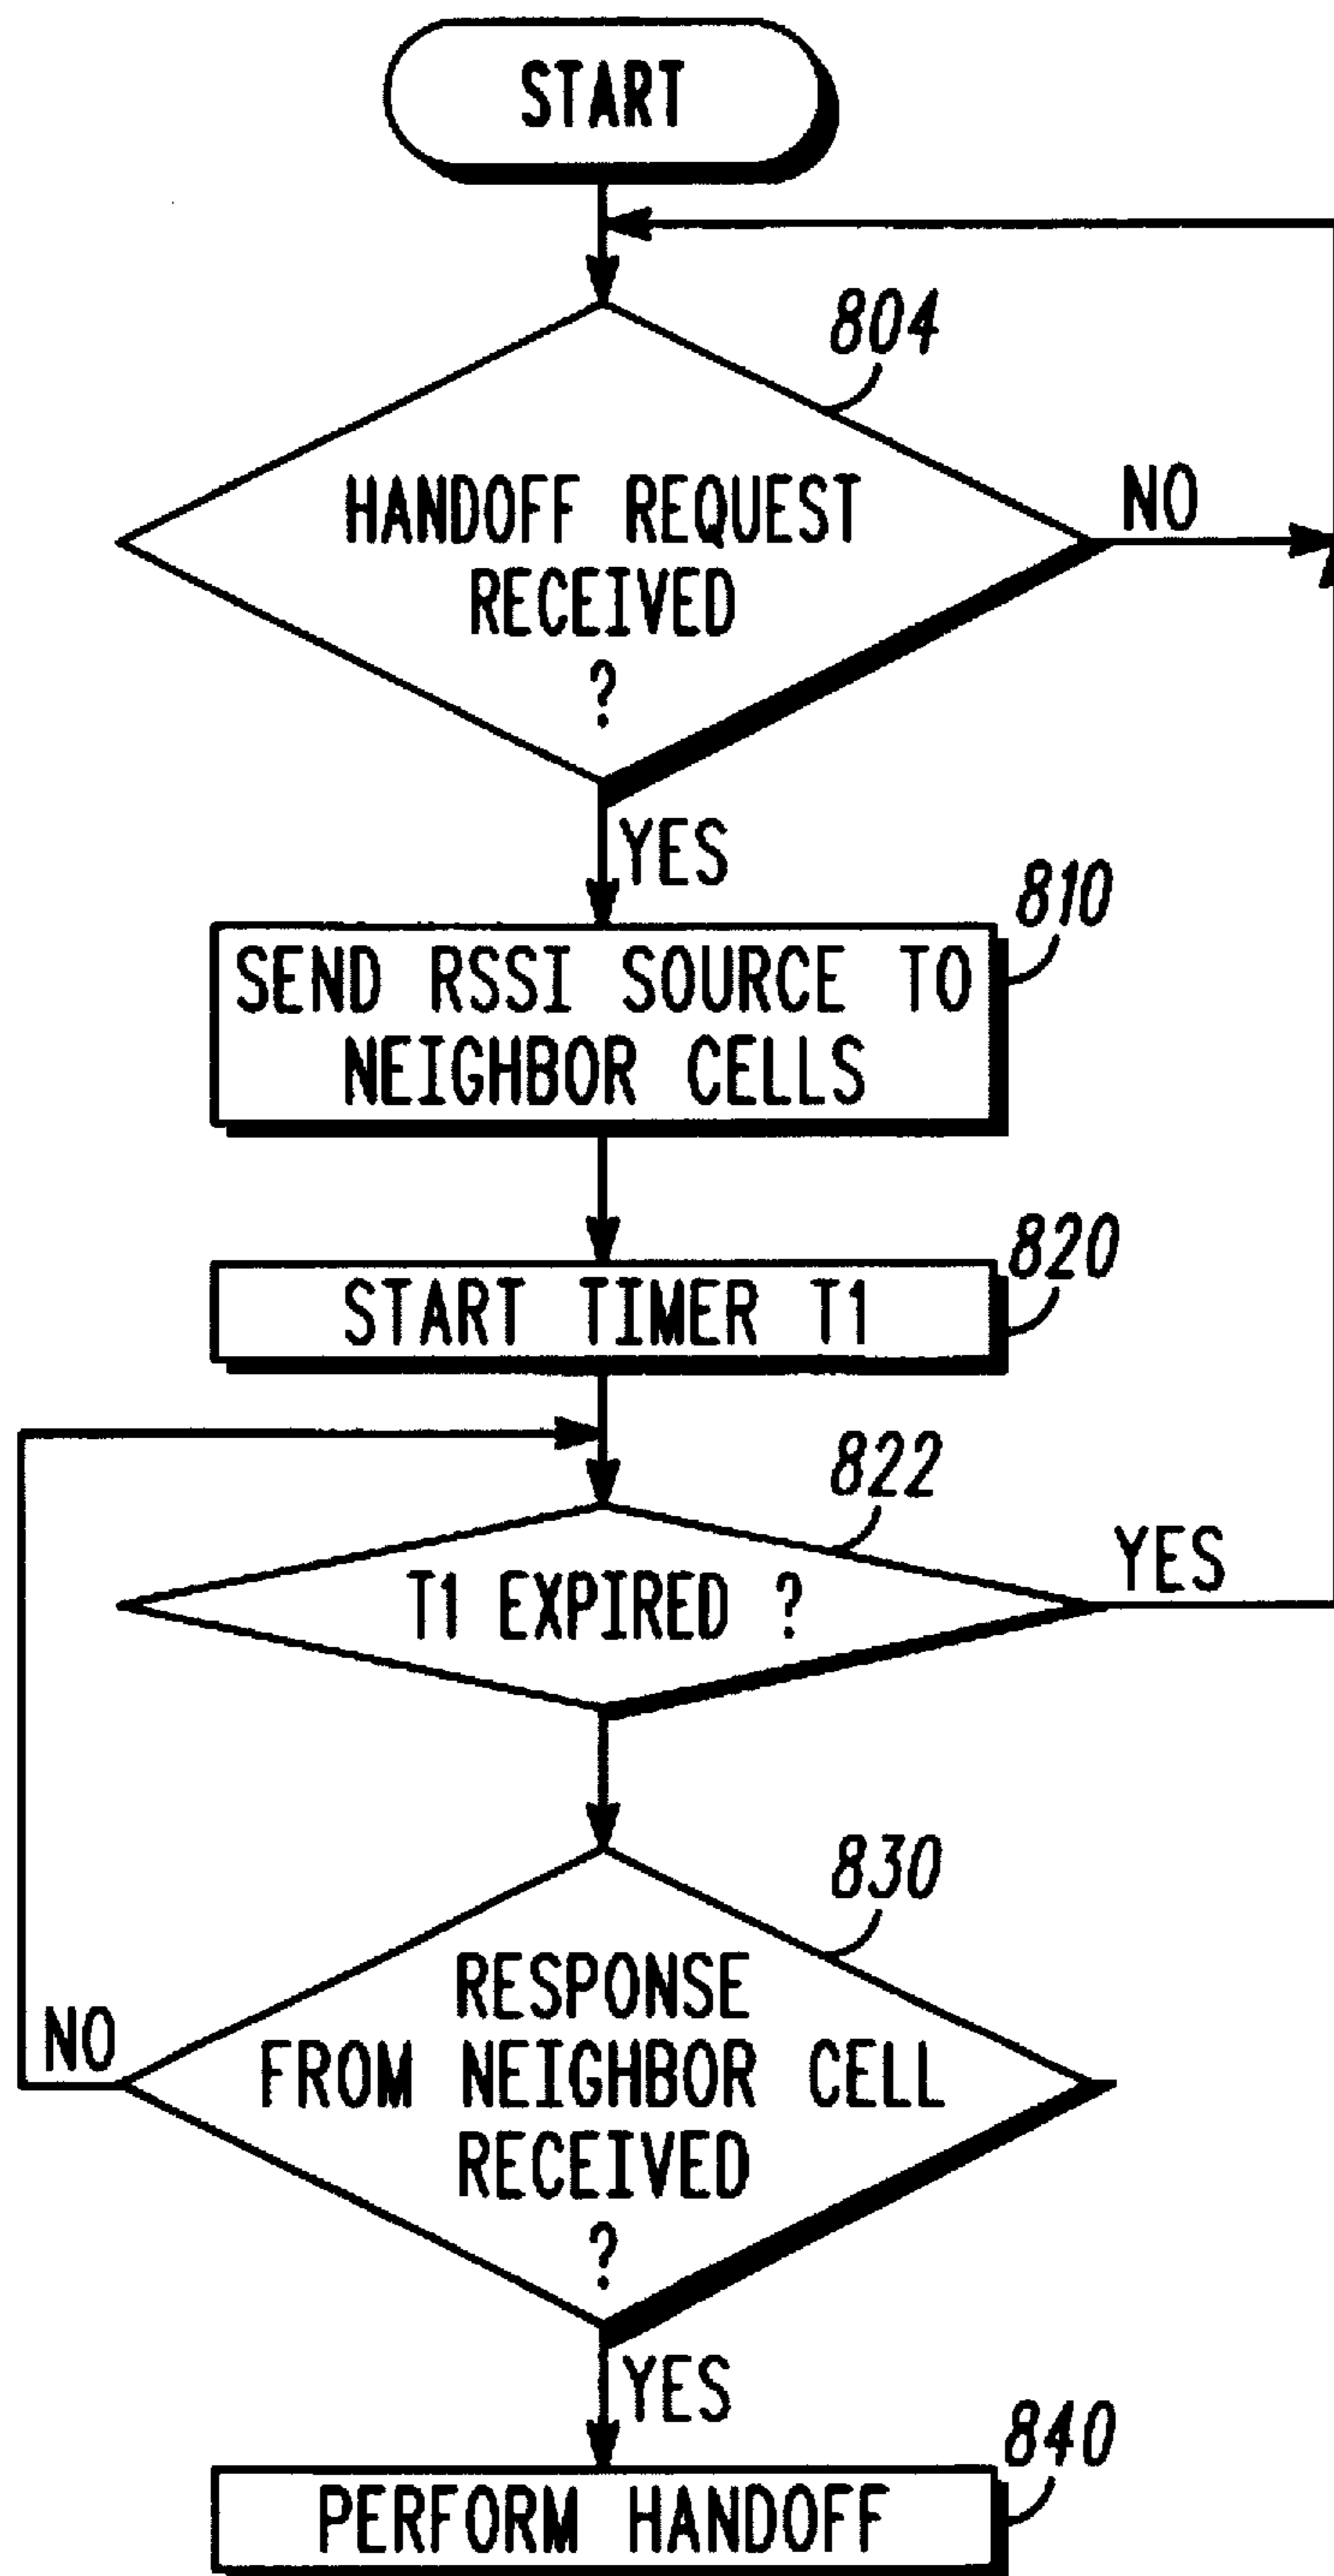 START
804
HANDOFF REQUEST
RECEIVED
?
NO
YES
810
SEND RSSI SOURCE TO
NEIGHBOR CELLS
820
START TIMER T1
822
T1 EXPIRED ?
YES
830
RESPONSE
FROM NEIGHBOR CELL
RECEIVED
?
NO
YES
840
PERFORM HANDOFF